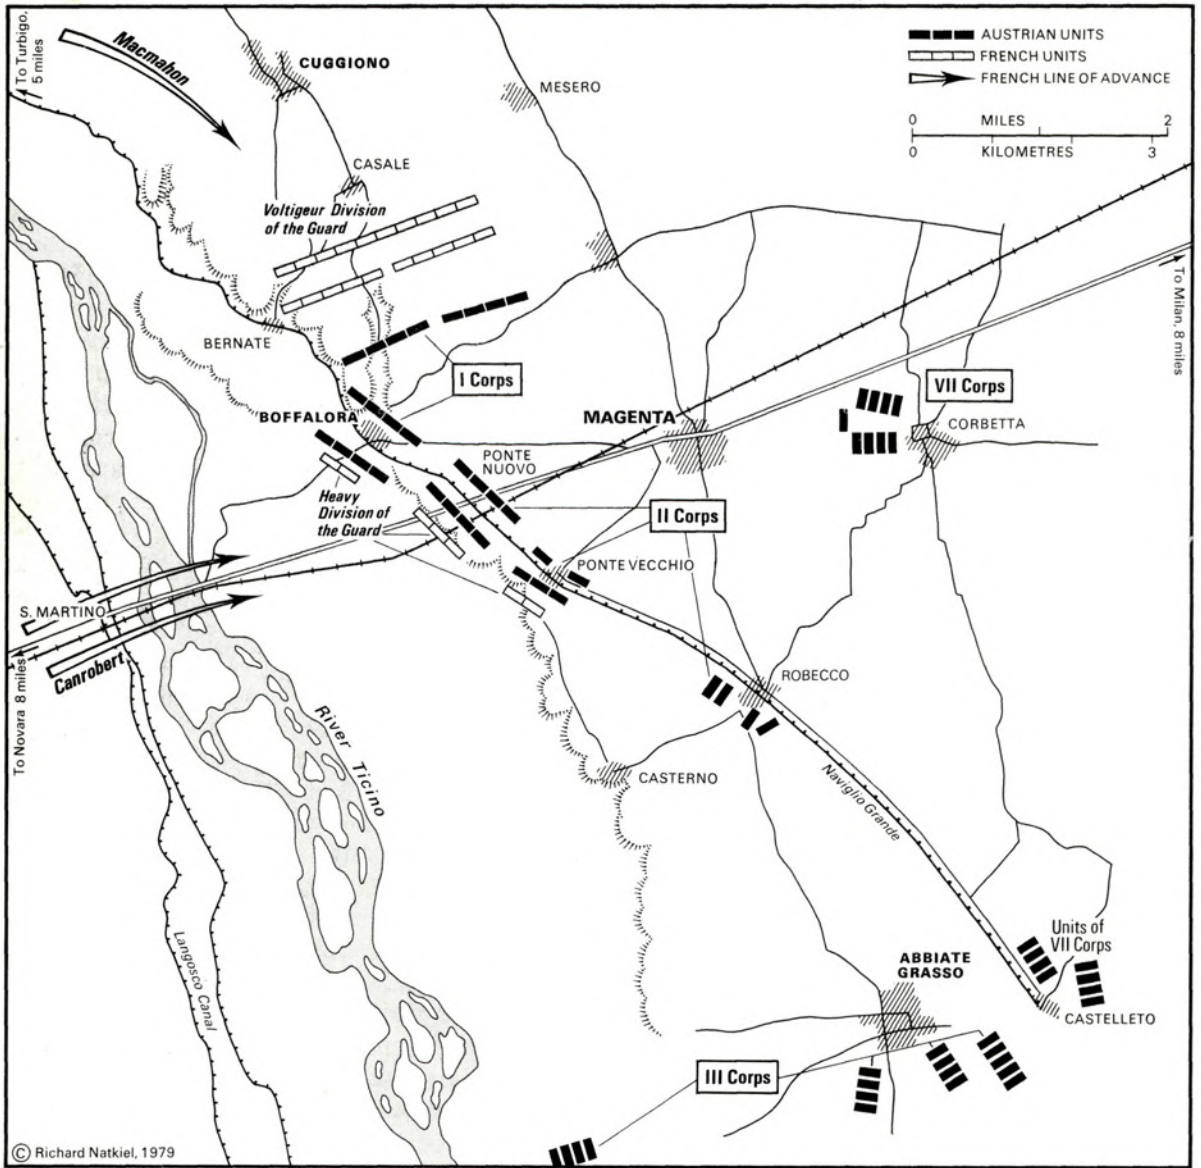 To Turbigo,
5 miles
Macmahon
CUGGIONO
MESERO
AUSTRIAN UNITS
FRENCH UNITS
FRENCH LINE OF ADVANCE
0 MILES 2
0 KILOMETRES 3
CASALE
Voltigeur Division
of the Guard
BERNATE
I Corps
To Milan, 8 miles
VII Corps
BOFFALORA
MAGENTA
CORBETTA
PONTE
NUOVO
Heavy
Division of
the Guard
II Corps
PONTE VECCHIO
S. MARTINO
Canrobert
To Novara 8 miles
River Ticino
ROBECCO
CASTERNO
Naviglio Grande
Langosco Canal
Units of
VII Corps
ABBIATE
GRASSO
CASTELLETO
III Corps
© Richard Natkiel, 1979